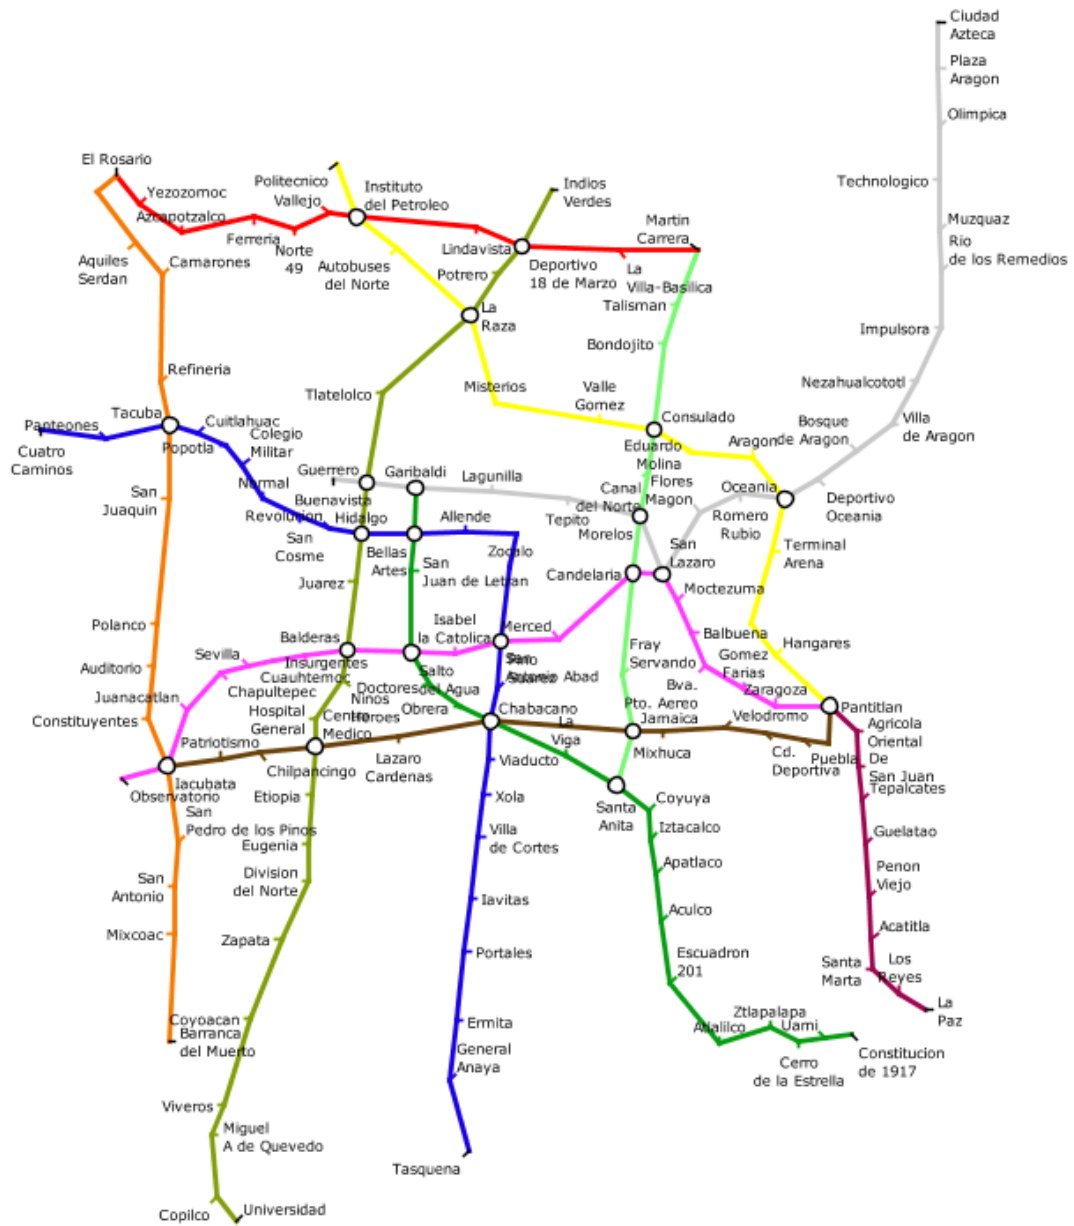 Ciudad
Azteca
Plaza
Aragon
Olimpica
Technologico
Muzquaz
Rio
de los Remedios
Impulsora
Nezahualcototl
Villa
de Aragon
Bosque
de Aragon
Deportivo
Oceania
Oceania
Romero
Rubio
El Rosario
Yezozomoc
Azcapotzalco
Ferreria
Norte
49
Vallejo
Politecnico
Instituto
del Petroleo
Autobuses
del Norte
Lindavista
Indios
Verdes
Deportivo
18 de Marzo
Potrero
La
Raza
Martin
Carrera
La
Villa-Basilica
Talisman
Bondojito
Aquiles
Serdan
Camarones
Refineria
Tacuba
Panteones
Cuatro
Caminos
Popotla
Cuitlahuac
Colegio
Militar
Normal
Revolucion
San
Cosme
Tlatelolco
Misterios
Valle
Gomez
Consulado
Eduardo
Molina
Aragon
Guerrero
Garibaldi
Lagunilla
Buenavista
Hidalgo
Bellas
Artes
Allende
Zocalo
Tepito
Canal
del Norte
Flores
Magon
Morelos
San
Lazaro
Candelaria
Terminal
Arena
Hangares
San
Juaquin
Polanco
Auditorio
Constituyentes
Juanacatlan
Sevilla
Chapultepec
Insurgentes
Cuauhtemoc
Balderas
Juarez
San
Juan de Letran
Isabel
la Catolica
Salto
del Agua
Merced
Pino
Suarez
San
Antonio Abad
Doctores
Obrera
Ninos
Heroes
Hospital
General
Centro
Medico
Chabacano
La
Viga
Moctezuma
Balbuena
Gomez
Farias
Bva.
Pto. Aereo
Zaragoza
Pantitlan
Fray
Servando
Jamaica
Mixhuca
Velodromo
Cd.
Deportiva
Puebla
Agricola
Oriental
De
San Juan
Tepalcates
Guelatao
Penon
Viejo
Acatitla
Santa
Marta
Los
Reyes
La
Paz
Patriotismo
Chilpancingo
Lazaro
Cardenas
Iacubata
Observatorio
San
Pedro de los Pinos
San
Antonio
Mixcoac
Barranca
del Muerto
Etiopia
Eugenia
Division
del Norte
Zapata
Coyoacan
Viveros
Miguel
A de Quevedo
Copilco
Universidad
Viaducto
Xola
Villa
de Cortes
Iavitas
Portales
Ermita
General
Anaya
Tasquena
Santa
Anita
Coyuya
Iztacalco
Apatlaco
Aculco
Escuadron
201
Atlalilco
Ztlapalapa
Uami
Cerro
de la Estrella
Constitucion
de 1917